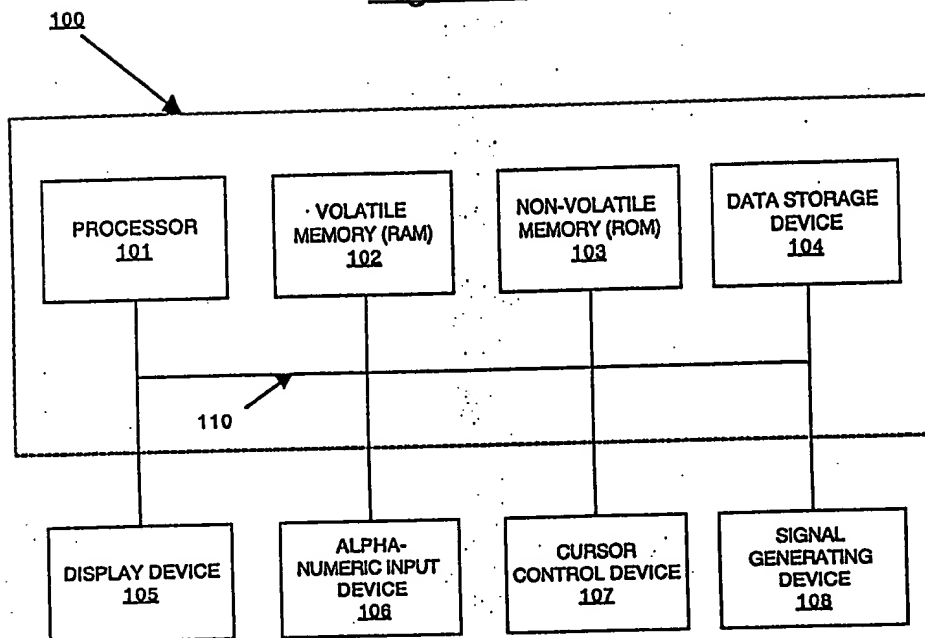 100
PROCESSOR
101
VOLATILE
MEMORY (RAM)
102
NON-VOLATILE
MEMORY (ROM)
103
DATA STORAGE
DEVICE
104
110
DISPLAY DEVICE
105
ALPHA-
NUMERIC INPUT
DEVICE
106
CURSOR
CONTROL DEVICE
107
SIGNAL
GENERATING
DEVICE
108